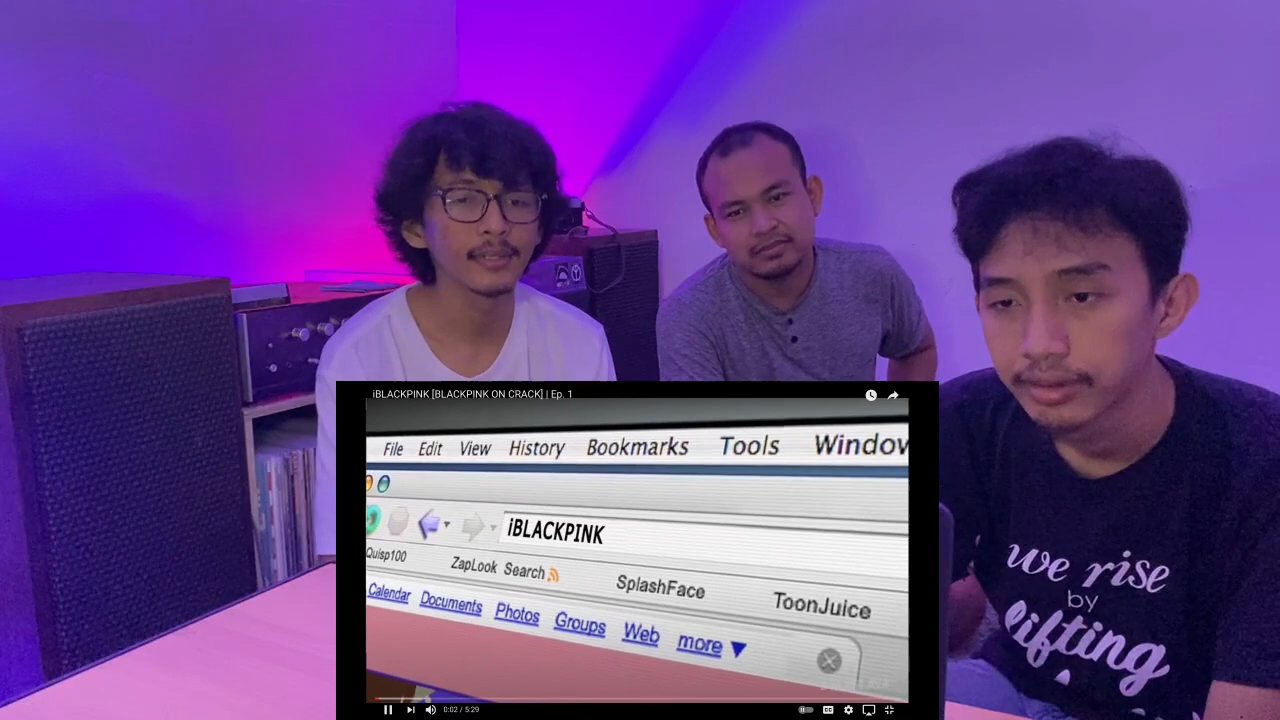 iBLACKPINK [BLACKPINK ON CRACK] | Ep. 1
File Edit View History Bookmarks Tools Window
iBLACKPINK
Quisp100 ZapLook Search SplashFace ToonJuice
Calendar Documents Photos Groups Web more
0:02 / 5:29
we rise
by
lifting